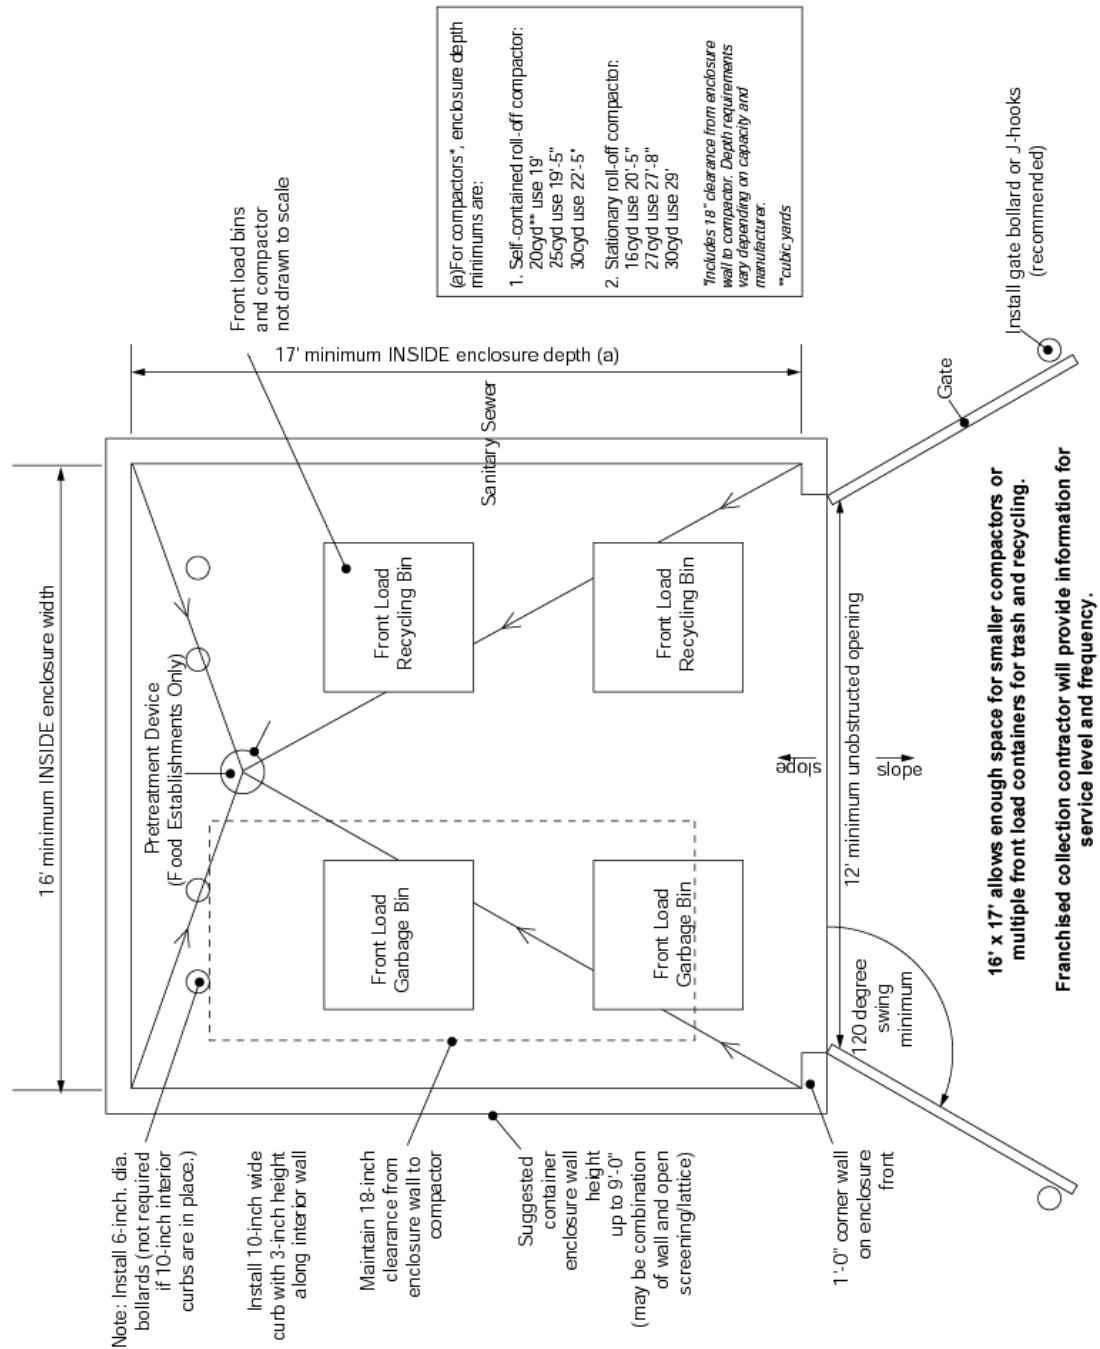 Note: Install 6-inch. dia.
bollards (not required
if 10-inch interior
curbs are in place.)
Install 10-inch wide
curb with 3-inch height
along interior wall
Maintain 18-inch
clearance from
enclosure wall to
compactor
Suggested
container
enclosure wall
height
up to 9'-0"
(may be combination
of wall and open
screening/lattice)
1'-0" corner wall
on enclosure
front
16' minimum INSIDE enclosure width
Pretreatment Device
(Food Establishments Only)
Front Load
Garbage Bin
Front Load
Recycling Bin
Front Load
Garbage Bin
Front Load
Recycling Bin
Sanitary Sewer
slope
slope
12' minimum unobstructed opening
120 degree
swing
minimum
17' minimum INSIDE enclosure depth (a)
Front load bins
and compactor
not drawn to scale
Gate
Install gate bollard or J-hooks
(recommended)
(a)For compactors*, enclosure depth
minimums are:
1. Self-contained roll-off compactor:
20cyd** use 19'
25cyd use 19'-5"
30cyd use 22'-5"
2. Stationary roll-off compactor:
16cyd use 20'-5"
27cyd use 27'-8"
30cyd use 29'
*Includes 18" clearance from enclosure
wall to compactor. Depth requirements
vary depending on capacity and
manufacturer.
**cubic yards
16' x 17' allows enough space for smaller compactors or
multiple front load containers for trash and recycling.
Franchised collection contractor will provide information for
service level and frequency.